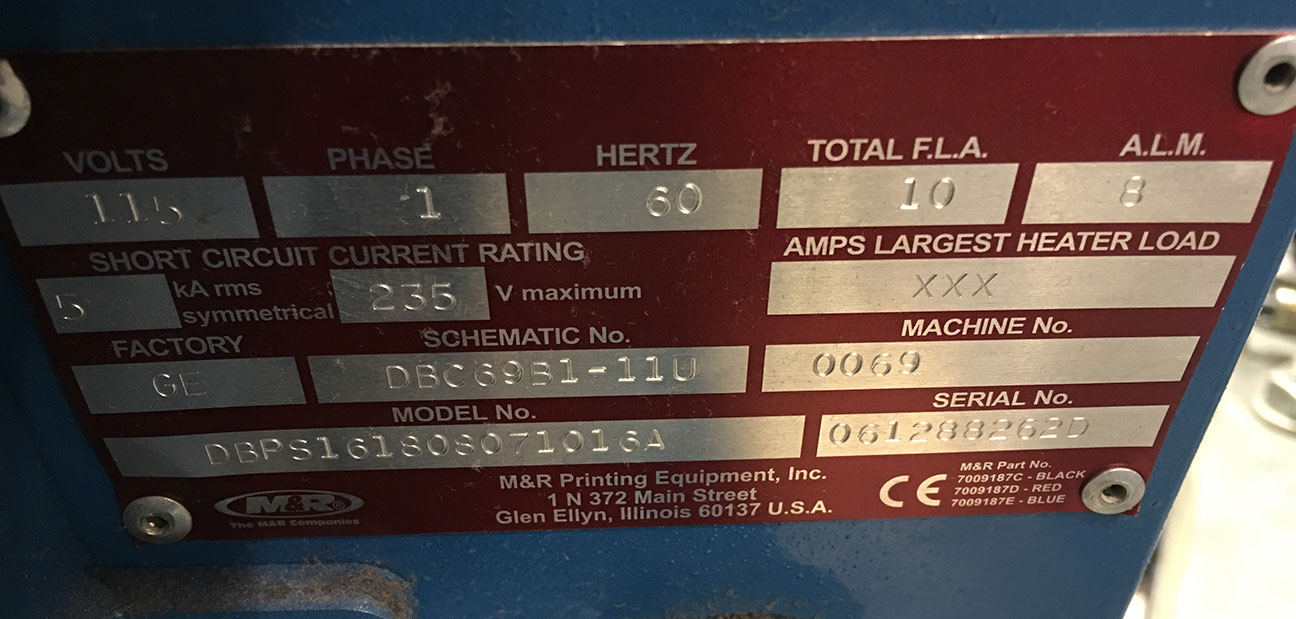 VOLTS PHASE HERTZ TOTAL F.L.A. A.L.M.
115 1 60 10 8
SHORT CIRCUIT CURRENT RATING AMPS LARGEST HEATER LOAD
5 kA rms symmetrical 235 V maximum XXX
FACTORY SCHEMATIC No. MACHINE No.
GE DBC69B1-11U 0069
MODEL No. SERIAL No.
DBPS161808071016A 061288262D
M&R®
The M&R Companies
M&R Printing Equipment, Inc.
1 N 372 Main Street
Glen Ellyn, Illinois 60137 U.S.A.
CE
M&R Part No.
7009187C - BLACK
7009187D - RED
7009187E - BLUE